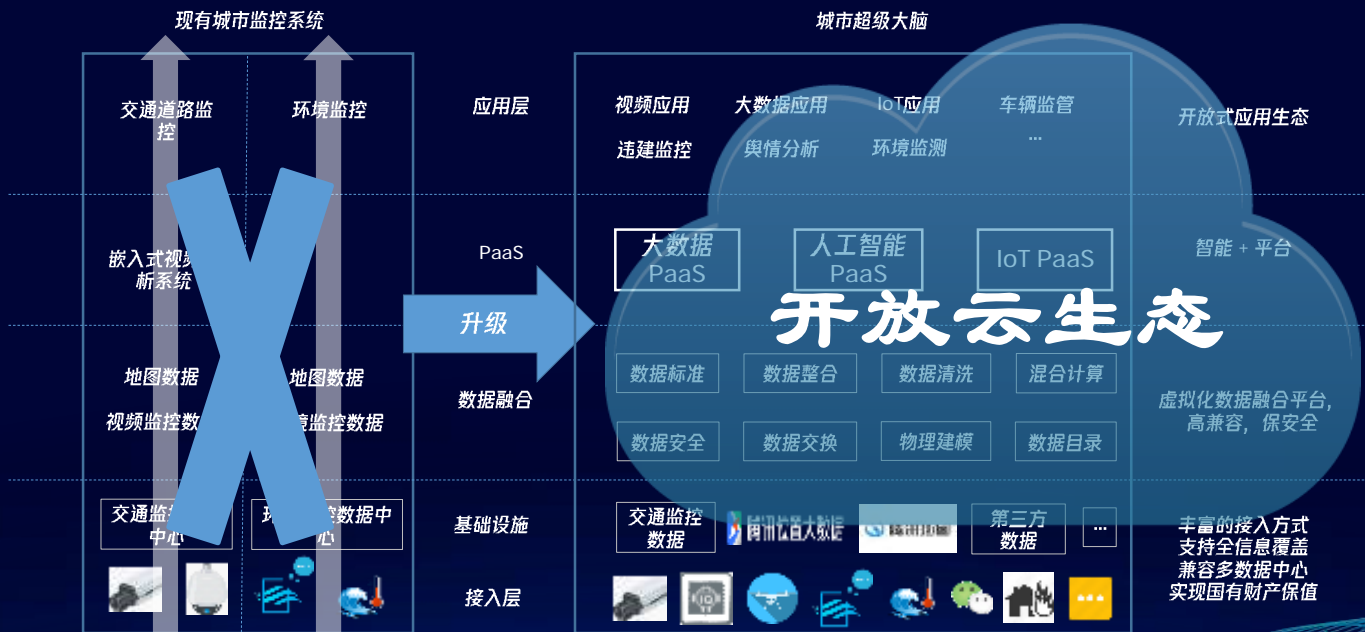 现有城市监控系统
城市超级大脑
交通道路监
控
环境监控
应用层
视频应用
大数据应用
IoT应用
车辆监管
开放式应用生态
违建监控
舆情分析
环境监测
...
嵌入式视频
析系统
PaaS
大数据
PaaS
人工智能
PaaS
IoT PaaS
智能 + 平台
升级
开放云生态
地图数据
地图数据
数据融合
视频监控数
境监控数据
数据标准
数据整合
数据清洗
混合计算
虚拟化数据融合平台,
高兼容, 保安全
数据安全
数据交换
物理建模
数据目录
交通监
中心
环
控数据中
心
基础设施
交通监控
数据
腾讯位置大数据
第三方
数据
...
丰富的接入方式
支持全信息覆盖
兼容多数据中心
实现国有财产保值
接入层